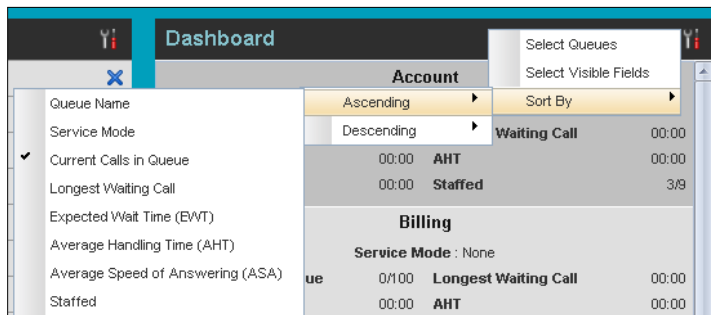 Dashboard
Select Queues
Select Visible Fields
Sort By
Ascending
Descending
Queue Name
Service Mode
Current Calls in Queue
Longest Waiting Call
Expected Wait Time (EWT)
Average Handling Time (AHT)
Average Speed of Answering (ASA)
Staffed
Account
Waiting Call 00:00
00:00 AHT 00:00
00:00 Staffed 3/9
Billing
Service Mode : None
ue 0/100 Longest Waiting Call 00:00
00:00 AHT 00:00